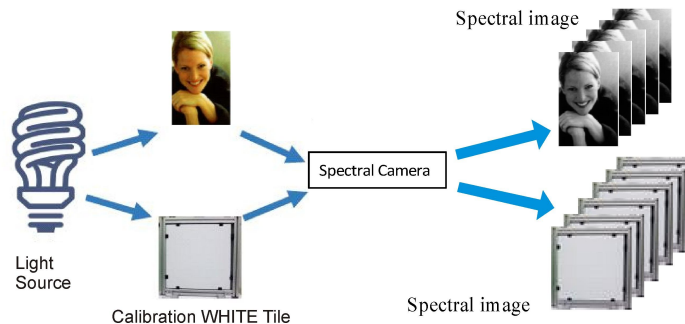 Spectral image
Spectral Camera
Light
Source
Calibration WHITE Tile
Spectral image